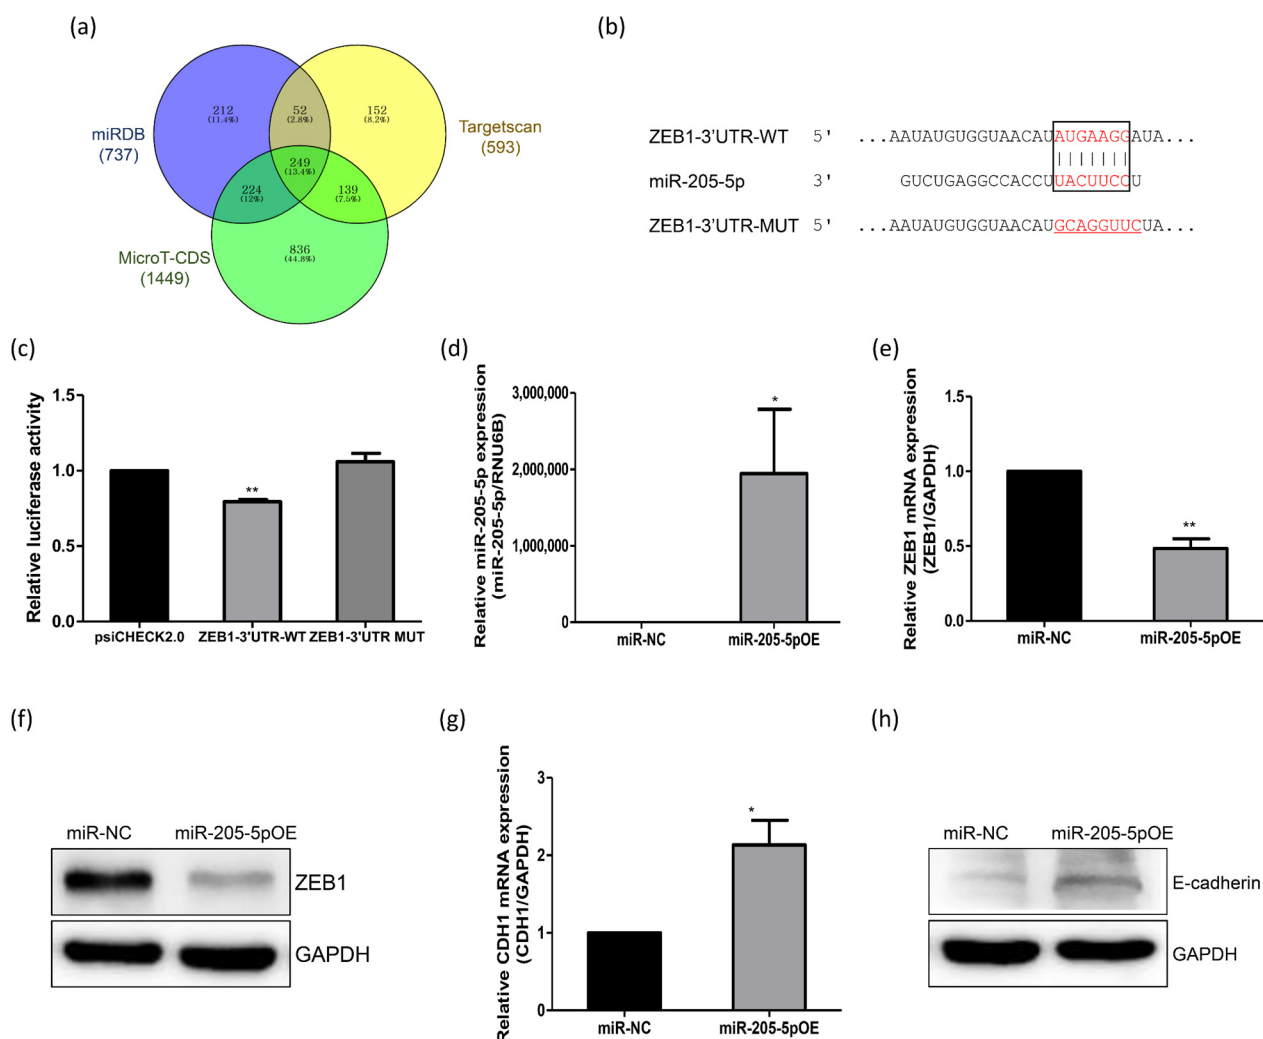 (a)
212
(11.4%)
52
(2.8%)
152
(8.2%)
miRDB
(737)
Targetscan
(593)
249
(13.4%)
224
(12%)
139
(7.5%)
MicroT-CDS
(1449)
836
(44.8%)
(b)
ZEB1-3'UTR-WT 5' ...AAUAUGUGGUAACAUAUGAAGGAUA...
miR-205-5p 3' GUCUGAGGCCACCUUACUUCCU
ZEB1-3'UTR-MUT 5' ...AAUAUGUGGUAACAUGCAGGUUCUA...
(c)
Relative luciferase activity
1.5
1.0
0.5
0.0
**
psiCHECK2.0 ZEB1-3'UTR-WT ZEB1-3'UTR MUT
(d)
Relative miR-205-5p expression
(miR-205-5p/RNU6B)
3,000,000
2,000,000
1,000,000
0
*
miR-NC miR-205-5pOE
(e)
Relative ZEB1 mRNA expression
(ZEB1/GAPDH)
1.5
1.0
0.5
0.0
**
miR-NC miR-205-5pOE
(f)
miR-NC miR-205-5pOE
ZEB1
GAPDH
(g)
Relative CDH1 mRNA expression
(CDH1/GAPDH)
3
2
1
0
*
miR-NC miR-205-5pOE
(h)
miR-NC miR-205-5pOE
E-cadherin
GAPDH